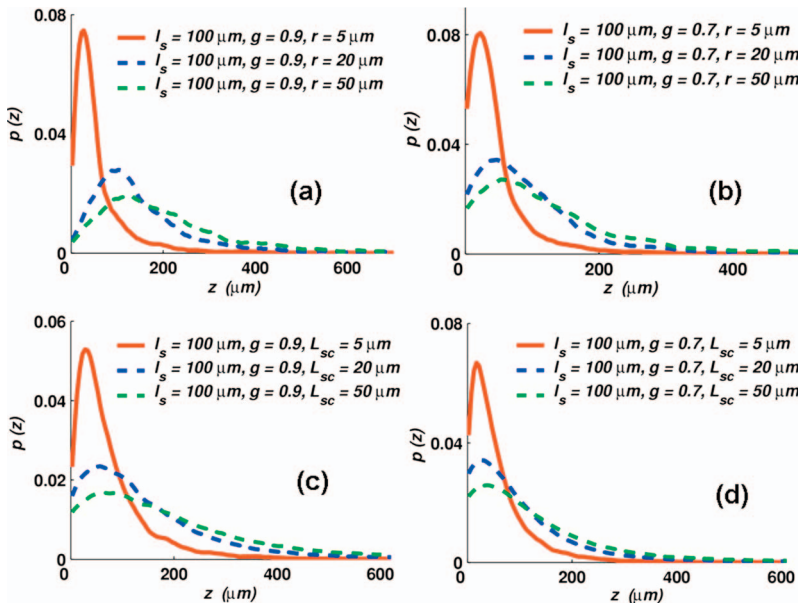 0.08
l_s = 100 μm, g = 0.9, r = 5 μm
l_s = 100 μm, g = 0.9, r = 20 μm
l_s = 100 μm, g = 0.9, r = 50 μm
p (z)
0.04
(a)
0
0 200 400 600
z (μm)
0.08
l_s = 100 μm, g = 0.7, r = 5 μm
l_s = 100 μm, g = 0.7, r = 20 μm
l_s = 100 μm, g = 0.7, r = 50 μm
p (z)
0.04
(b)
0
0 200 400
z (μm)
0.06
l_s = 100 μm, g = 0.9, L_sc = 5 μm
l_s = 100 μm, g = 0.9, L_sc = 20 μm
l_s = 100 μm, g = 0.9, L_sc = 50 μm
0.04
p (z)
0.02
(c)
0
0 200 400 600
z (μm)
0.08
l_s = 100 μm, g = 0.7, L_sc = 5 μm
l_s = 100 μm, g = 0.7, L_sc = 20 μm
l_s = 100 μm, g = 0.7, L_sc = 50 μm
p (z)
0.04
(d)
0
0 200 400 600
z (μm)